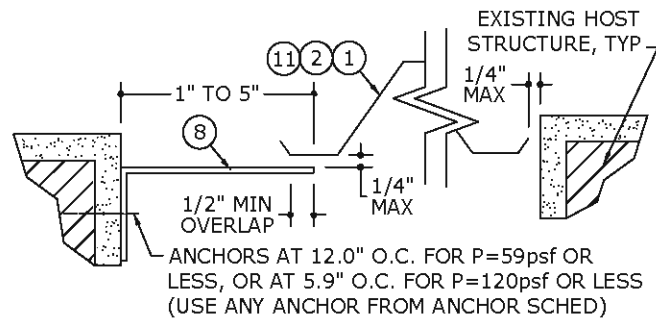 EXISTING HOST
STRUCTURE, TYP
11 2 1
1" TO 5"
1/4"
MAX
8
1/4"
MAX
1/2" MIN
OVERLAP
ANCHORS AT 12.0" O.C. FOR P=59psf OR
LESS, OR AT 5.9" O.C. FOR P=120psf OR LESS
(USE ANY ANCHOR FROM ANCHOR SCHED)